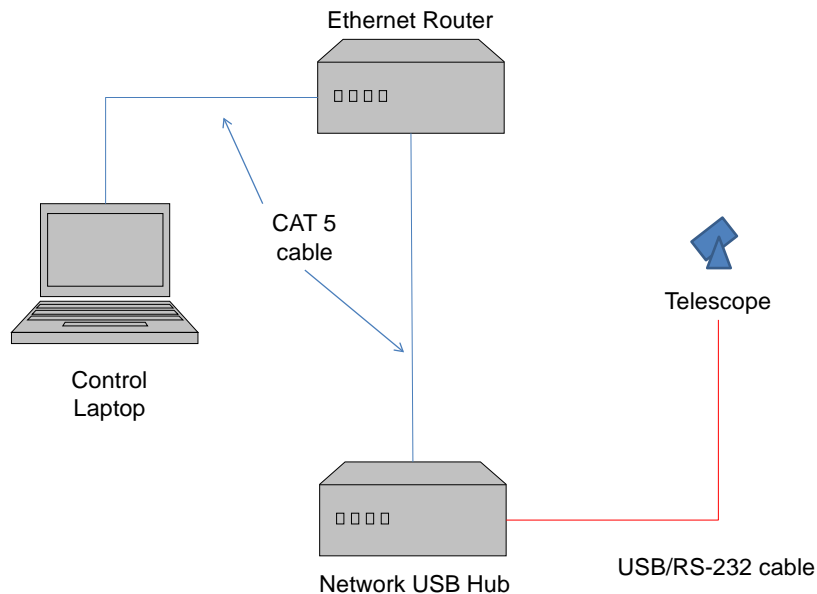 Ethernet Router
CAT 5
cable
Telescope
Control
Laptop
USB/RS-232 cable
Network USB Hub